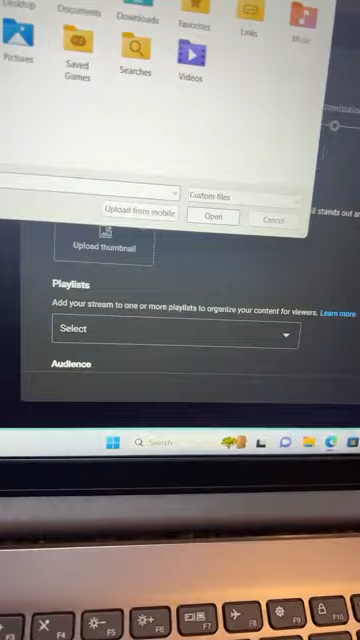 Desktop
Documents
Downloads
Favorites
Links
Music
Pictures
Saved
Games
Searches
Videos
Custom files
Upload from mobile
Open
Cancel
stands out
Upload thumbnail
Playlists
Add your stream to one or more playlists to organize your content for viewers. Learn more
Select
Audience
Search
F4
F5
F6
F7
F8
F9
F10